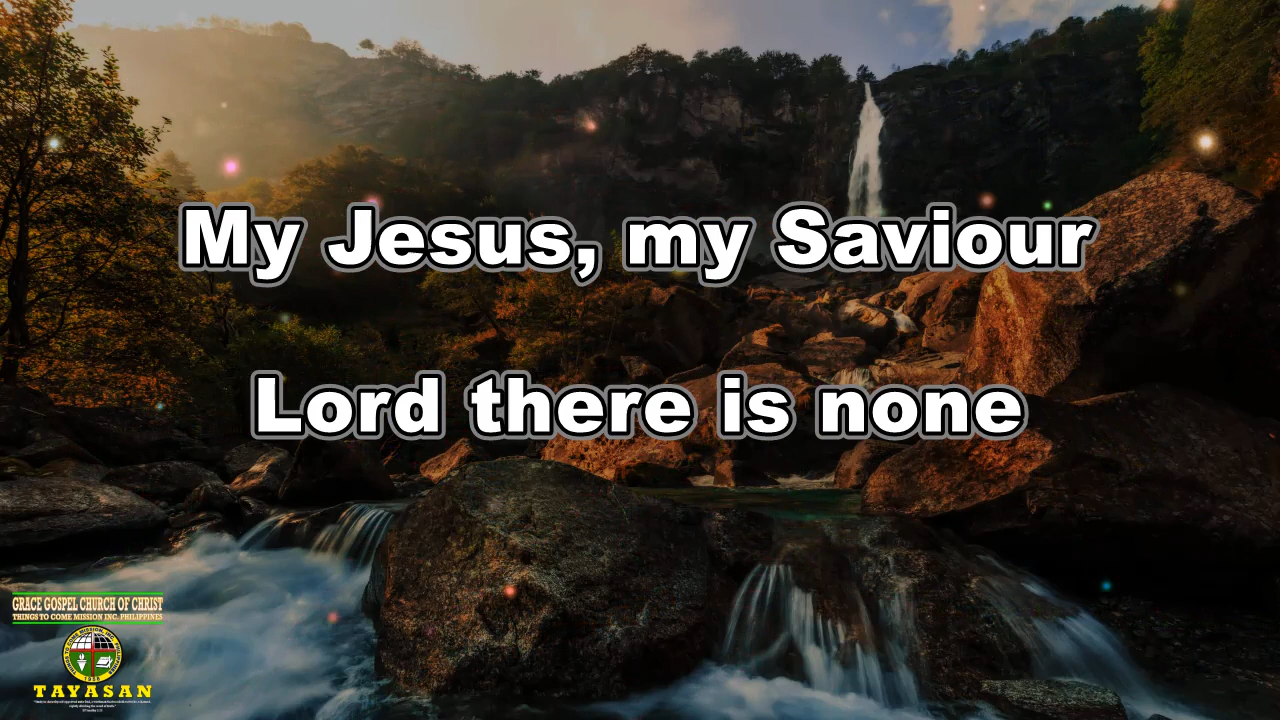 My Jesus, my Saviour
Lord there is none
GRACE GOSPEL CHURCH OF CHRIST
THINGS TO COME MISSION INC. PHILIPPINES
1958
TAYASAN